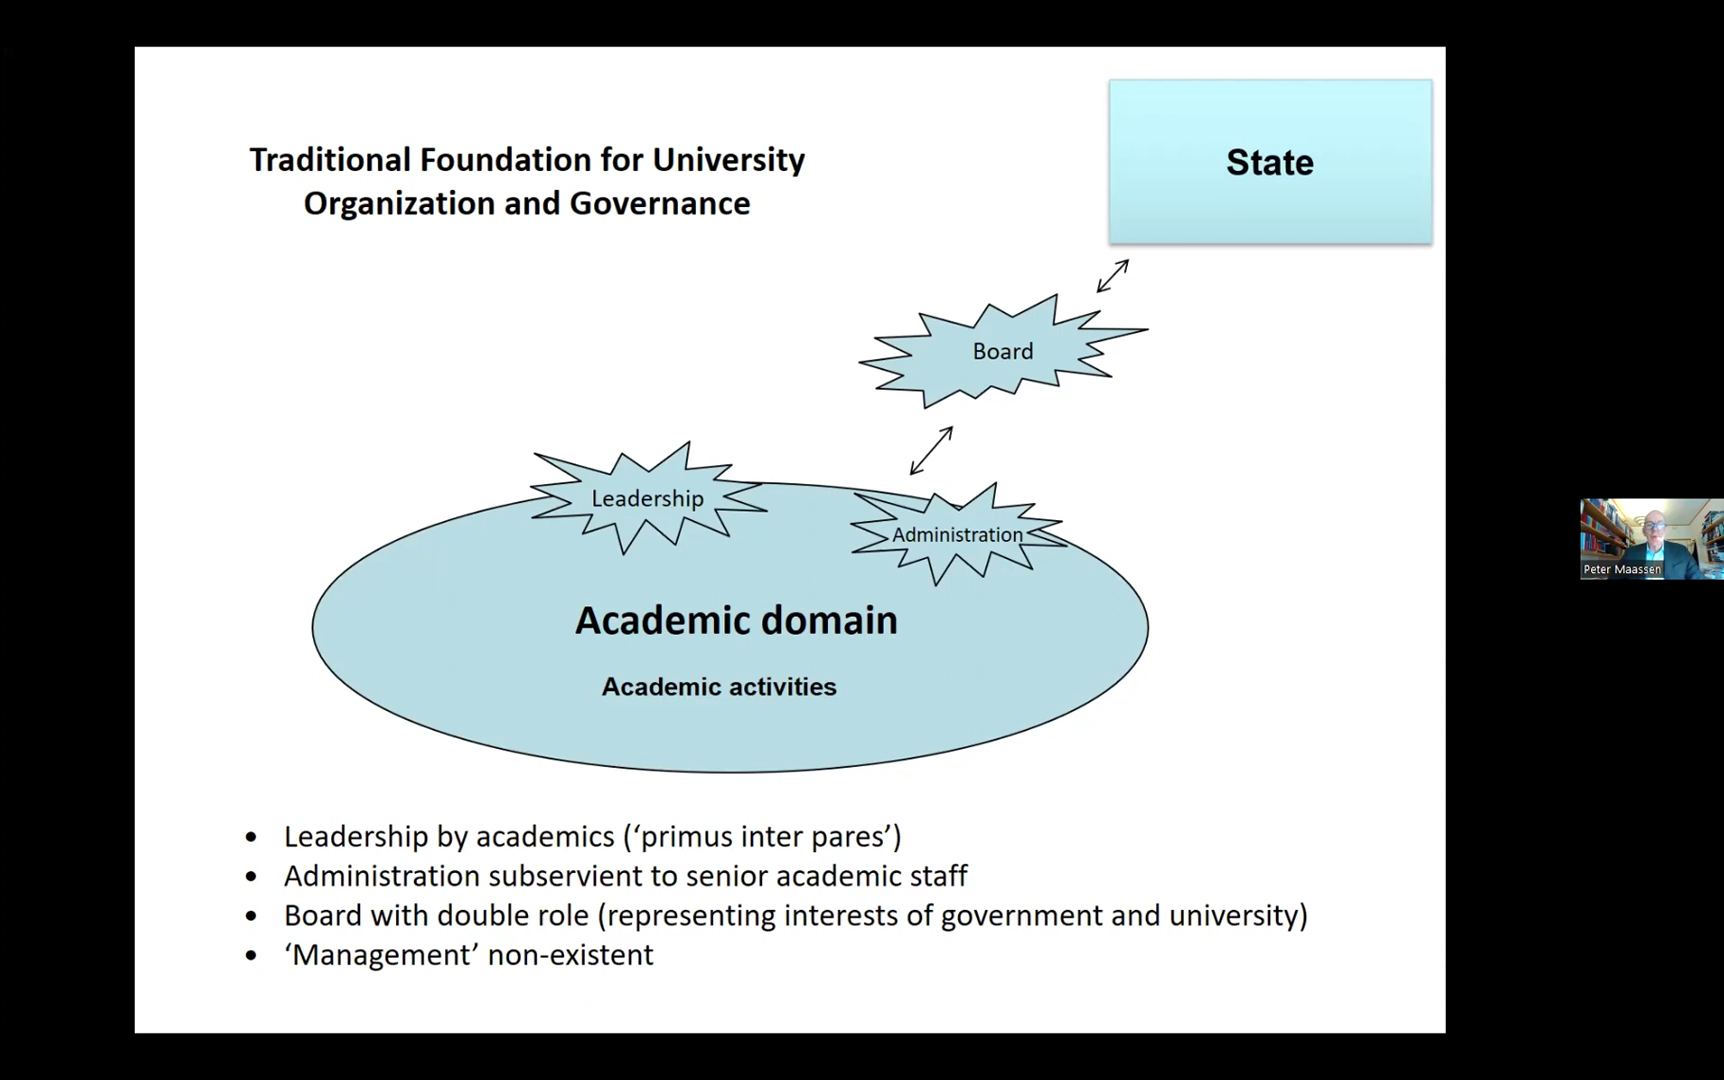 Traditional Foundation for University
Organization and Governance
State
Board
Leadership
Administration
Academic domain
Academic activities
• Leadership by academics (‘primus inter pares’)
• Administration subservient to senior academic staff
• Board with double role (representing interests of government and university)
• ‘Management’ non-existent
Peter Maassen